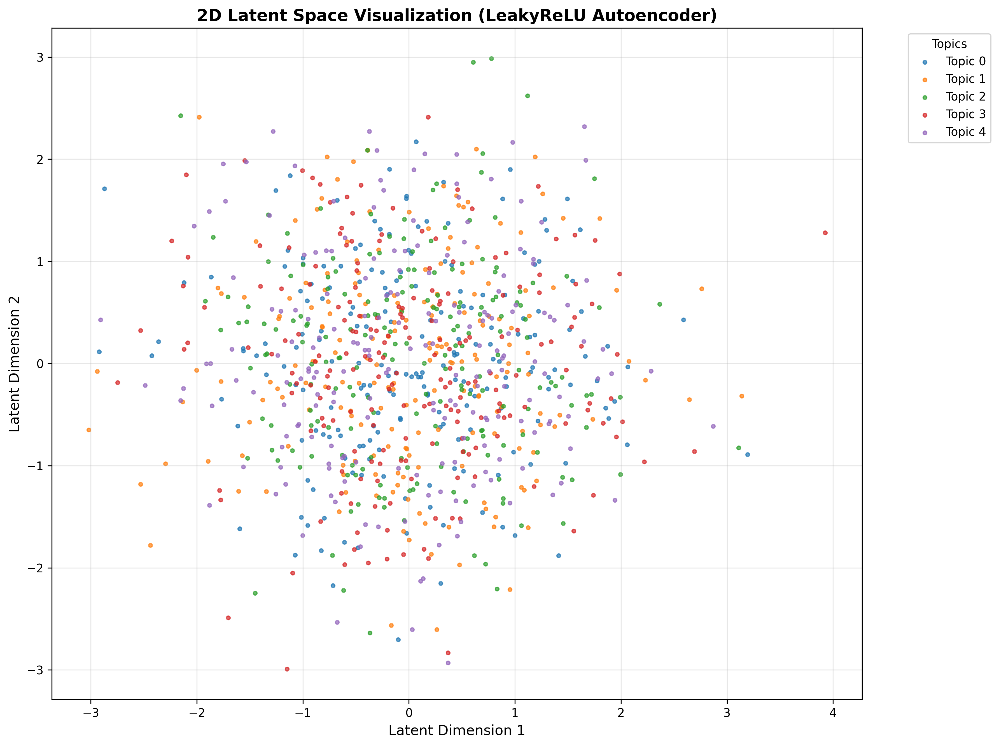 2D Latent Space Visualization (LeakyReLU Autoencoder)
Topics
Topic 0
Topic 1
Topic 2
Topic 3
Topic 4
Latent Dimension 2
3
2
1
0
−1
−2
−3
−3
−2
−1
0
1
2
3
4
Latent Dimension 1